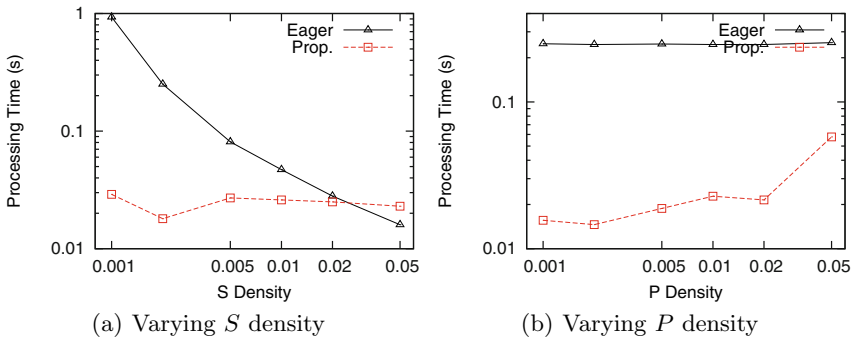 Processing Time (s)
1
0.1
0.01
Eager
Prop.
0.001
0.005
0.01
0.02
0.05
S Density
(a) Varying S density
Processing Time (s)
0.1
0.01
Eager
Prop.
0.001
0.005
0.01
0.02
0.05
P Density
(b) Varying P density